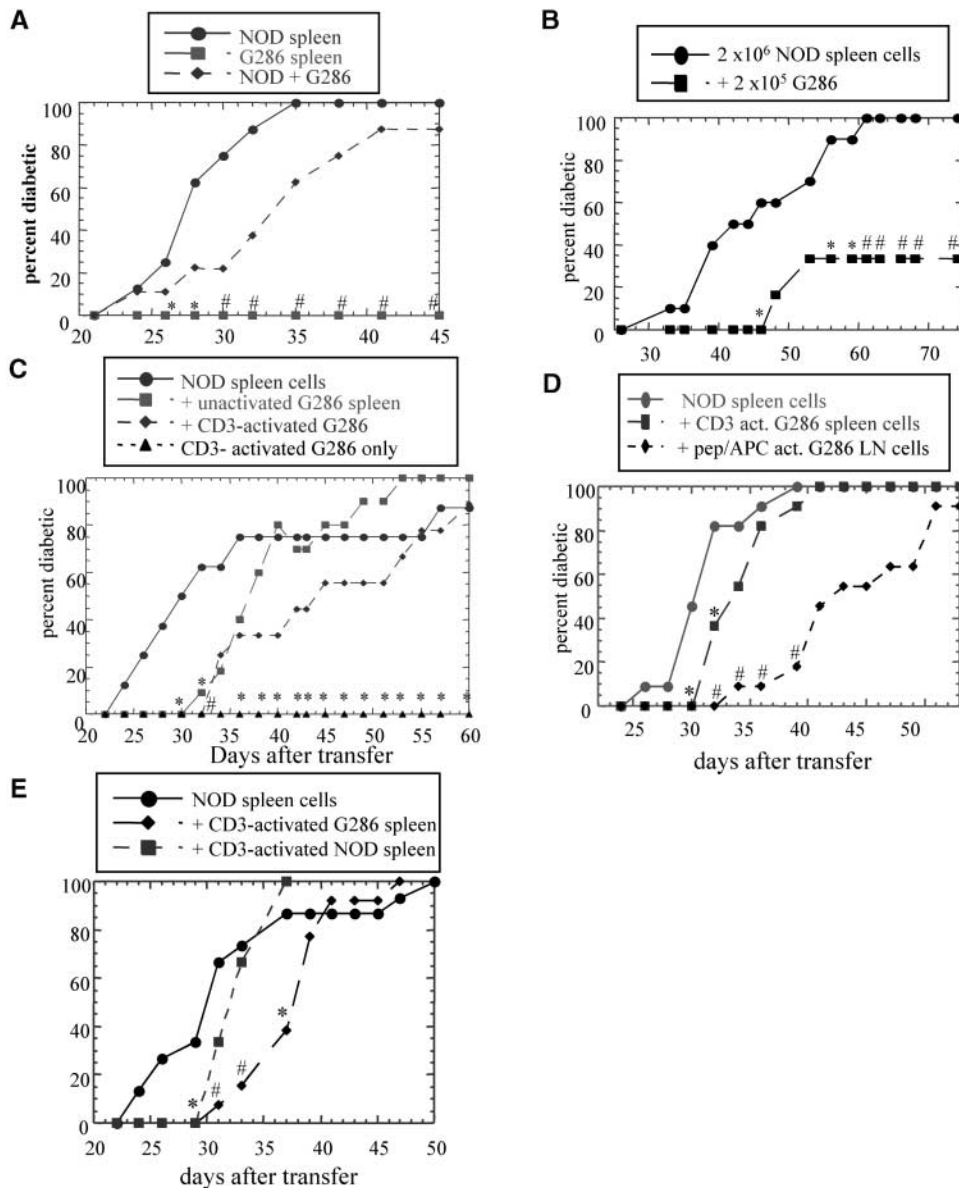 A
NOD spleen
G286 spleen
NOD + G286
percent diabetic
100
80
60
40
20
0
* * # # # # # #
20 25 30 35 40 45
B
2 x10⁶ NOD spleen cells
+ 2 x10⁵ G286
percent diabetic
100
80
60
40
20
0
* * * # # # # #
30 40 50 60 70
C
NOD spleen cells
+ unactivated G286 spleen
+ CD3-activated G286
CD3- activated G286 only
percent diabetic
100
80
60
40
20
0
* * # * * * * * * * * * * * *
20 25 30 35 40 45 50 55 60
Days after transfer
D
NOD spleen cells
+ CD3 act. G286 spleen cells
+ pep/APC act. G286 LN cells
percent diabetic
100
80
60
40
20
0
* * # # # #
25 30 35 40 45 50
days after transfer
E
NOD spleen cells
+ CD3-activated G286 spleen
+ CD3-activated NOD spleen
percent diabetic
100
80
60
40
20
0
* # # *
20 25 30 35 40 45 50
days after transfer